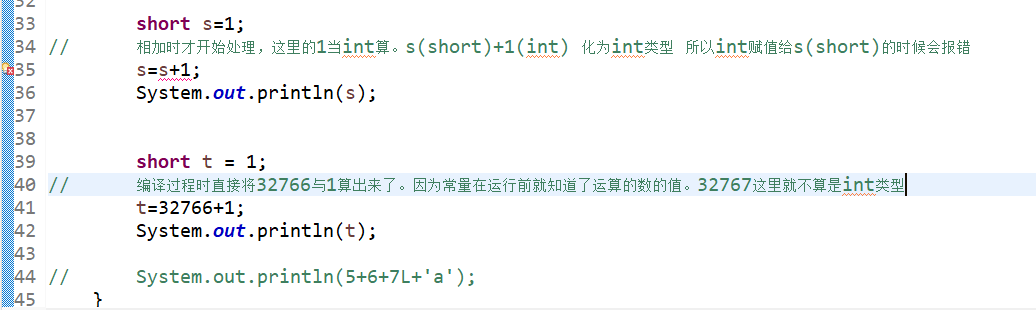 32
33 short s=1;
34 // 相加时才开始处理，这里的1当int算。s(short)+1(int) 化为int类型 所以int赋值给s(short)的时候会报错
35 s=s+1;
36 System.out.println(s);
37
38
39 short t = 1;
40 // 编译过程时直接将32766与1算出来了。因为常量在运行前就知道了运算的数的值。32767这里就不算是int类型
41 t=32766+1;
42 System.out.println(t);
43
44 // System.out.println(5+6+7L+'a');
45 }